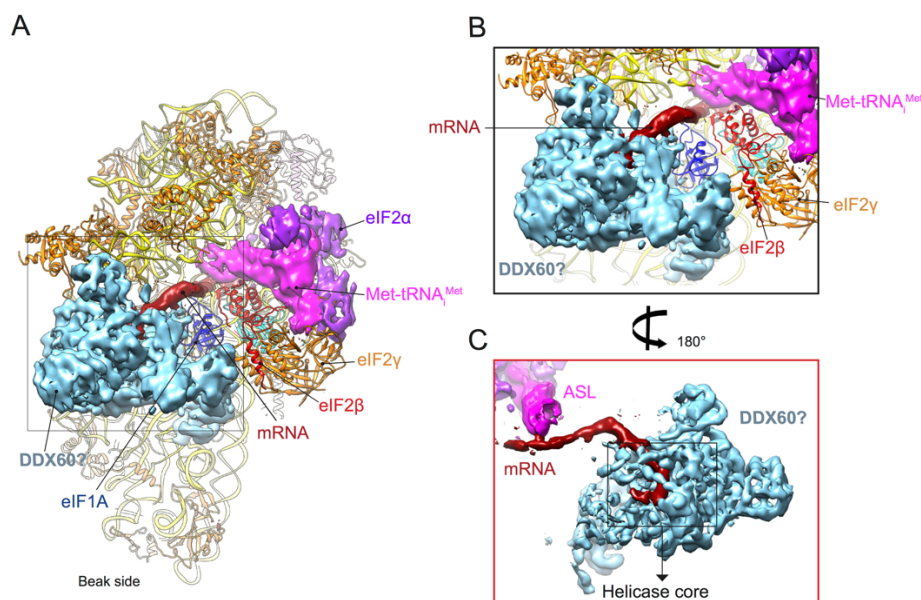 A
eIF2α
Met-tRNAiMet
eIF2γ
eIF2β
mRNA
DDX60?
eIF1A
Beak side
B
mRNA
Met-tRNAiMet
eIF2γ
eIF2β
DDX60?
180°
C
ASL
DDX60?
mRNA
Helicase core